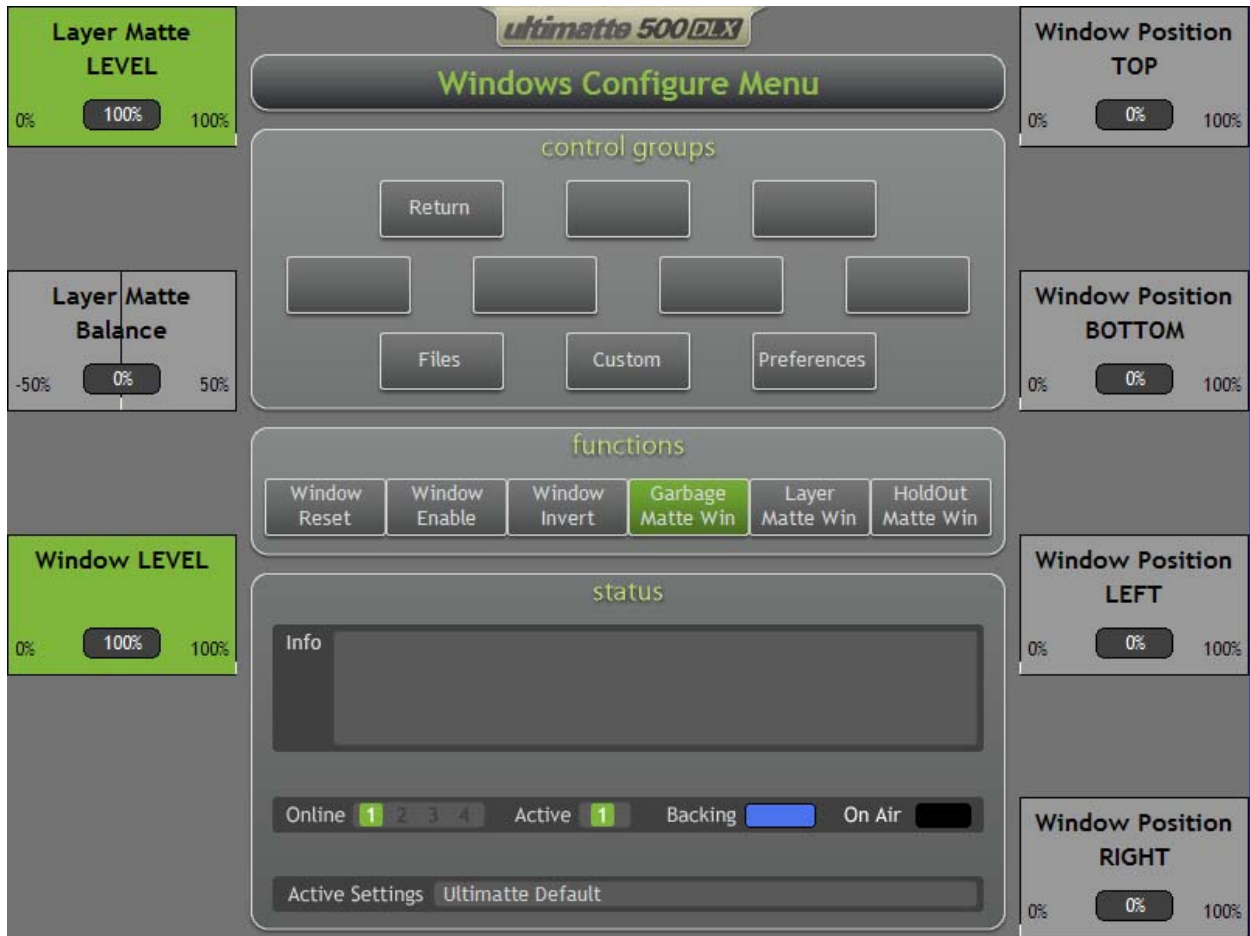 ultimatte 500 DLX
Windows Configure Menu
Layer Matte
LEVEL
0% 100% 100%
Layer Matte
Balance
-50% 0% 50%
Window LEVEL
0% 100% 100%
control groups
Return
Files Custom Preferences
functions
Window
Reset
Window
Enable
Window
Invert
Garbage
Matte Win
Layer
Matte Win
HoldOut
Matte Win
status
Info
Online 1 2 3 4 Active 1 Backing On Air
Active Settings Ultimatte Default
Window Position
TOP
0% 0% 100%
Window Position
BOTTOM
0% 0% 100%
Window Position
LEFT
0% 0% 100%
Window Position
RIGHT
0% 0% 100%